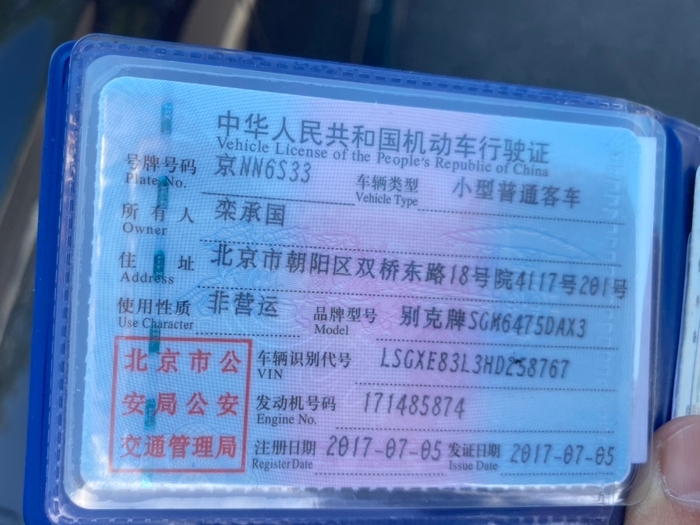 中华人民共和国机动车行驶证
Vehicle License of the People's Republic of China
号牌号码 京NN6S33 车辆类型 小型普通客车
Plate No. Vehicle Type
所有人 栾承国
Owner
住址 北京市朝阳区双桥东路18号院4117号201号
Address
使用性质 非营运 品牌型号 别克牌SGM6475DAX3
Use Character Model
北京市公安局公安交通管理局
车辆识别代号 LSGXE83L3HD258767
VIN
发动机号码 171485874
Engine No.
注册日期 2017-07-05 发证日期 2017-07-05
Register Date Issue Date